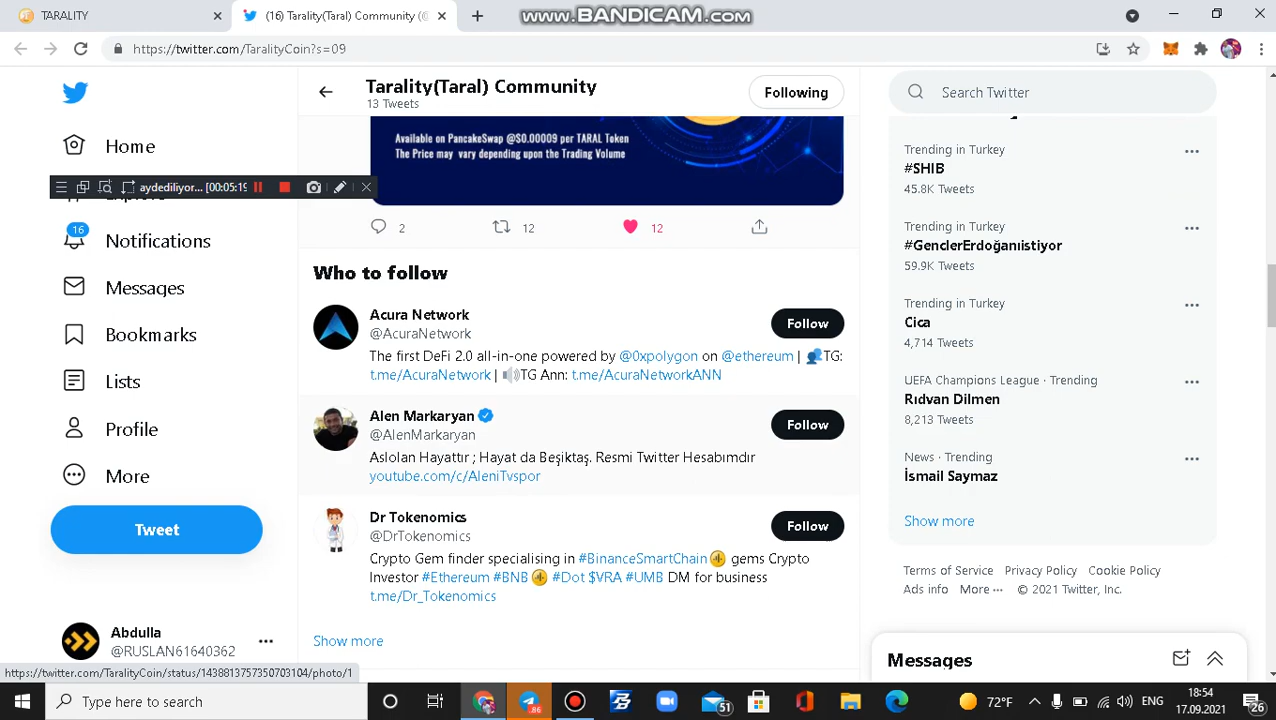 TARALITY
(16) Tarality(Taral) Community (@
www.BANDICAM.com
https://twitter.com/TaralityCoin?s=09
Tarality(Taral) Community
13 Tweets
Following
Search Twitter
Home
aydediliyor... [00:05:19]
16
Notifications
Messages
Bookmarks
Lists
Profile
More
Tweet
Abdulla
@RUSLAN61640362
Available on PancakeSwap @$0.00009 per TARAL Token
The Price may vary depending upon the Trading Volume
2 12 12
Who to follow
Acura Network
@AcuraNetwork
Follow
The first DeFi 2.0 all-in-one powered by @0xpolygon on @ethereum | 👥TG:
t.me/AcuraNetwork | 🔊TG Ann: t.me/AcuraNetworkANN
Alen Markaryan
@AlenMarkaryan
Follow
Aslolan Hayattır ; Hayat da Beşiktaş. Resmi Twitter Hesabımdır
youtube.com/c/AleniTvspor
Dr Tokenomics
@DrTokenomics
Follow
Crypto Gem finder specialising in #BinanceSmartChain gems Crypto
Investor #Ethereum #BNB #Dot $VRA #UMB DM for business
t.me/Dr_Tokenomics
Show more
Trending in Turkey
#SHIB
45.8K Tweets
Trending in Turkey
#GenclerErdoğanıistiyor
59.9K Tweets
Trending in Turkey
Cica
4,714 Tweets
UEFA Champions League · Trending
Rıdvan Dilmen
8,213 Tweets
News · Trending
İsmail Saymaz
Show more
Terms of Service Privacy Policy Cookie Policy
Ads info More ··· © 2021 Twitter, Inc.
Messages
https://twitter.com/TaralityCoin/status/1438813757350703104/photo/1
Type here to search
.86
51
72°F
ENG
18:54
17.09.2021
26